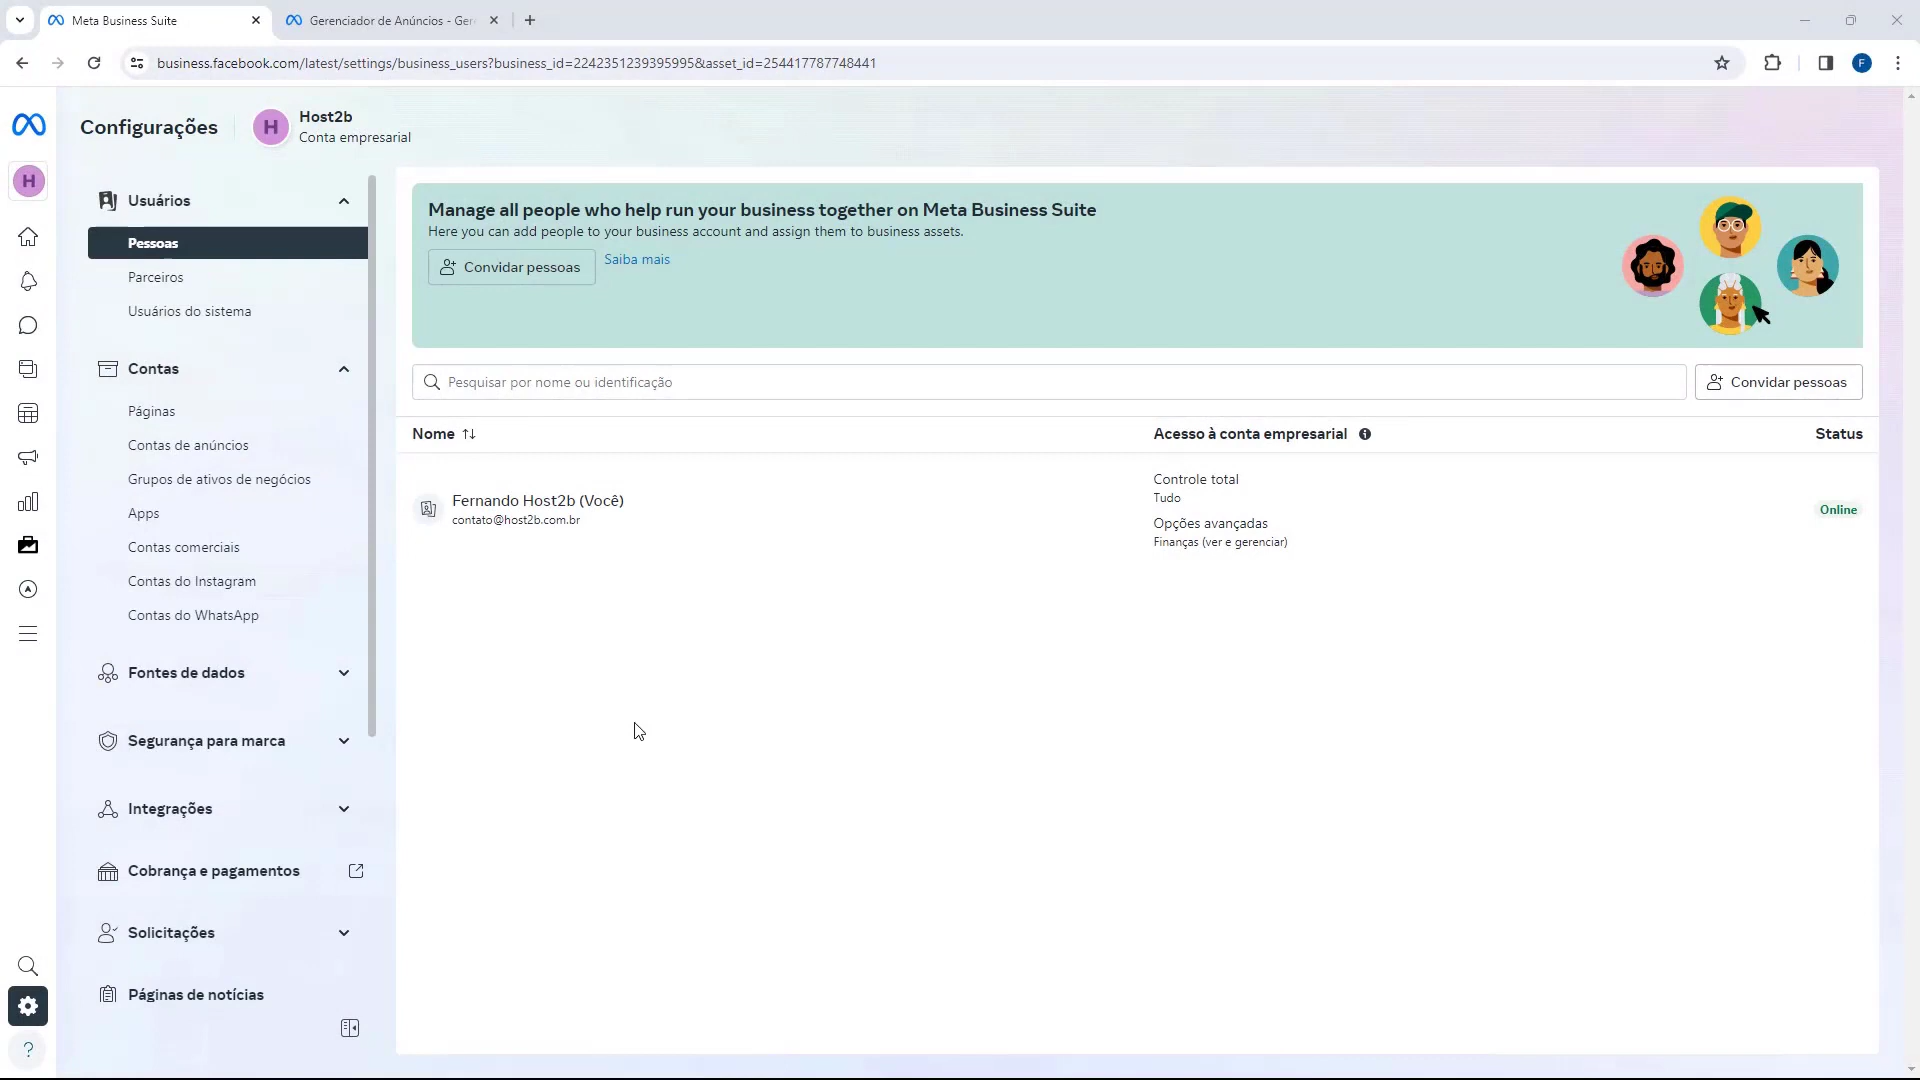 Meta Business Suite
Gerenciador de Anúncios - Ger
business.facebook.com/latest/settings/business_users?business_id=2242351239395995&asset_id=254417787748441
F
Configurações
H
Host2b
Conta empresarial
H
Usuários
Pessoas
Parceiros
Usuários do sistema
Contas
Páginas
Contas de anúncios
Grupos de ativos de negócios
Apps
Contas comerciais
Contas do Instagram
Contas do WhatsApp
Fontes de dados
Segurança para marca
Integrações
Cobrança e pagamentos
Solicitações
Páginas de notícias
?
Manage all people who help run your business together on Meta Business Suite
Here you can add people to your business account and assign them to business assets.
Convidar pessoas
Saiba mais
Pesquisar por nome ou identificação
Convidar pessoas
Nome
Acesso à conta empresarial
Status
Fernando Host2b (Você)
contato@host2b.com.br
Controle total
Tudo
Opções avançadas
Finanças (ver e gerenciar)
Online